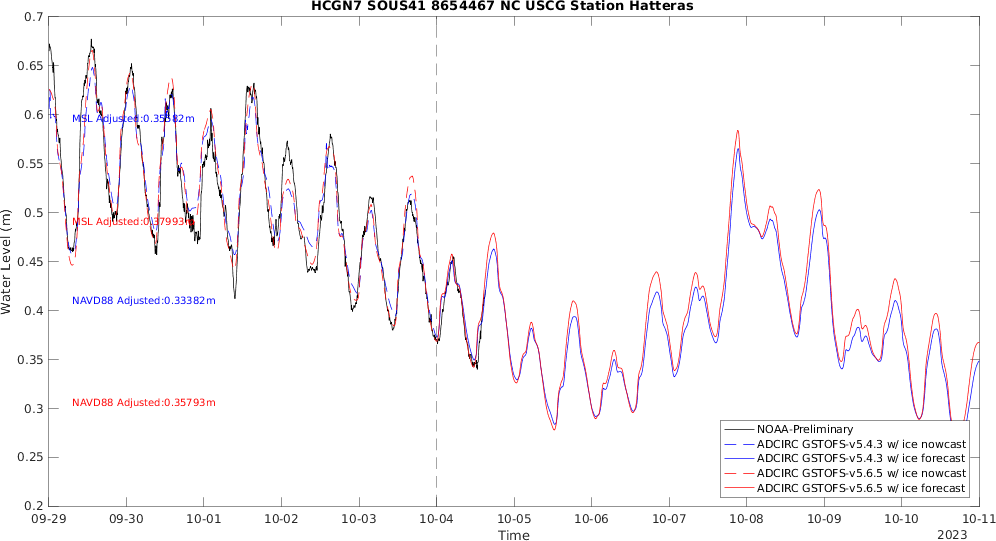 HCGN7 SOUS41 8654467 NC USCG Station Hatteras
Water Level (m)
0.7
0.65
0.6
0.55
0.5
0.45
0.4
0.35
0.3
0.25
0.2
MSL Adjusted:0.35582m
MSL Adjusted:0.37993m
NAVD88 Adjusted:0.33382m
NAVD88 Adjusted:0.35793m
NOAA-Preliminary
ADCIRC GSTOFS-v5.4.3 w/ ice nowcast
ADCIRC GSTOFS-v5.4.3 w/ ice forecast
ADCIRC GSTOFS-v5.6.5 w/ ice nowcast
ADCIRC GSTOFS-v5.6.5 w/ ice forecast
09-29 09-30 10-01 10-02 10-03 10-04 10-05 10-06 10-07 10-08 10-09 10-10 10-11
Time
2023